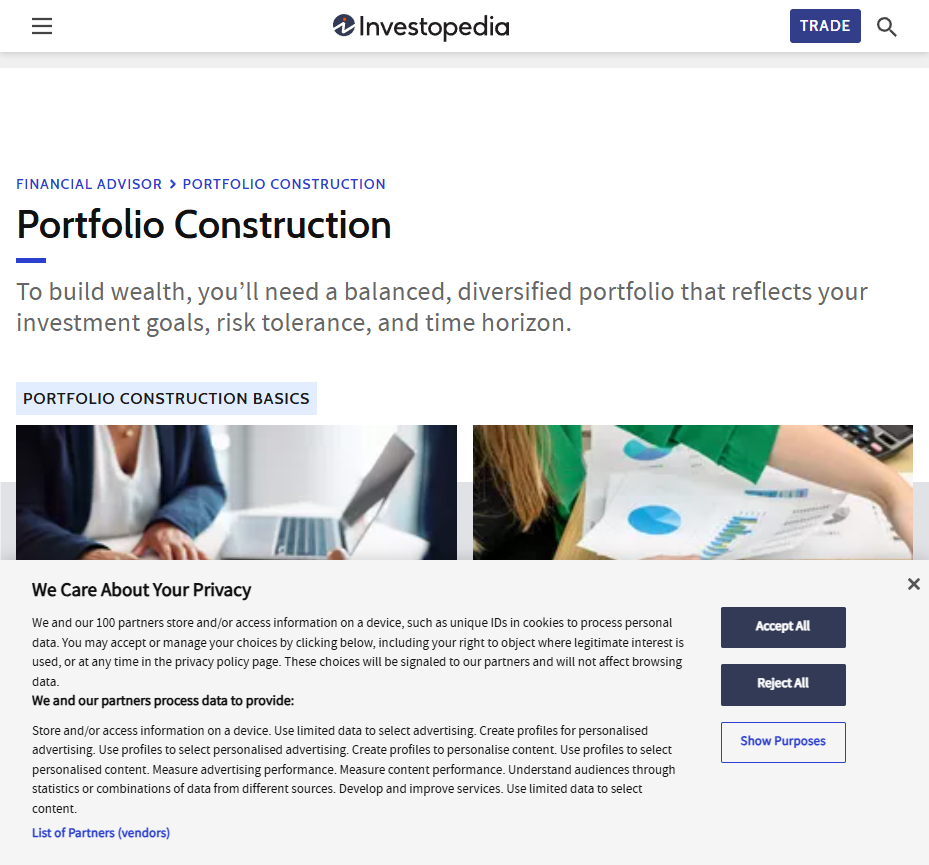 Investopedia
TRADE
FINANCIAL ADVISOR > PORTFOLIO CONSTRUCTION
Portfolio Construction
To build wealth, you’ll need a balanced, diversified portfolio that reflects your
investment goals, risk tolerance, and time horizon.
PORTFOLIO CONSTRUCTION BASICS
We Care About Your Privacy
We and our 100 partners store and/or access information on a device, such as unique IDs in cookies to process personal
data. You may accept or manage your choices by clicking below, including your right to object where legitimate interest is
used, or at any time in the privacy policy page. These choices will be signaled to our partners and will not affect browsing
data.
We and our partners process data to provide:
Store and/or access information on a device. Use limited data to select advertising. Create profiles for personalised
advertising. Use profiles to select personalised advertising. Create profiles to personalise content. Use profiles to select
personalised content. Measure advertising performance. Measure content performance. Understand audiences through
statistics or combinations of data from different sources. Develop and improve services. Use limited data to select
content.
List of Partners (vendors)
Accept All
Reject All
Show Purposes